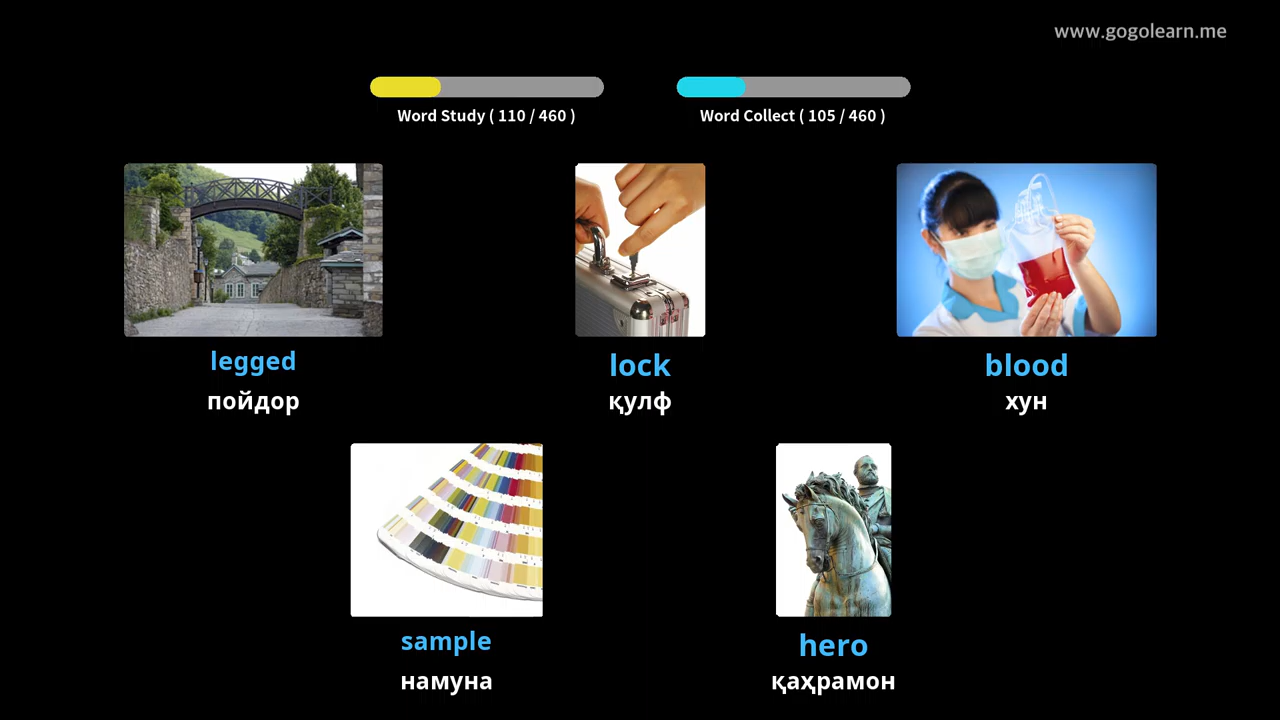 www.gogolearn.me
Word Study ( 110 / 460 )
Word Collect ( 105 / 460 )
legged
пойдор
lock
қулф
blood
хун
sample
намуна
hero
қаҳрамон